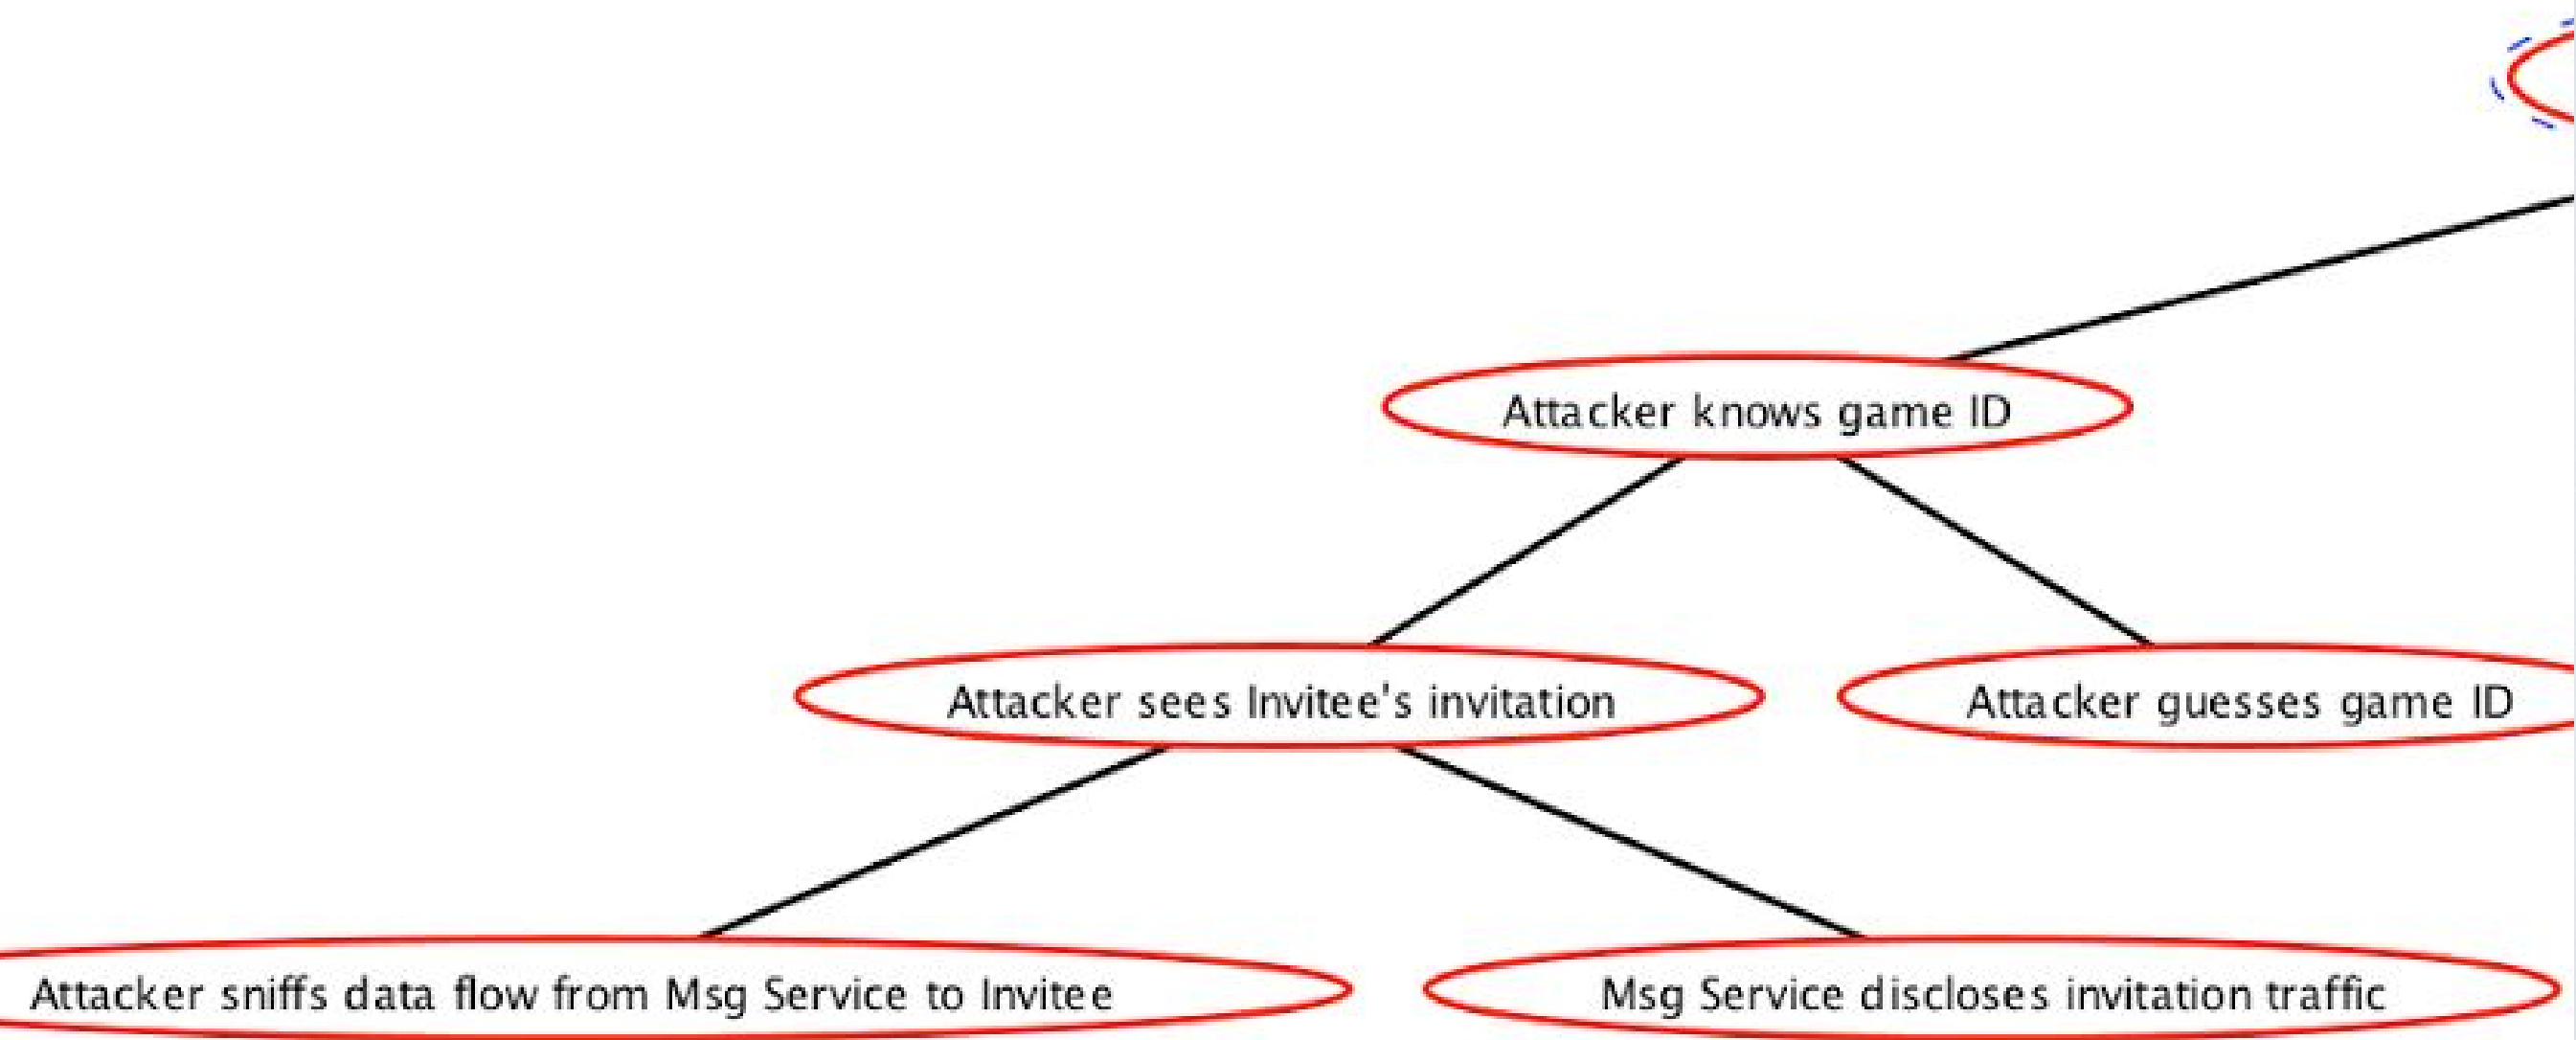 Attacker knows game ID
Attacker sees Invitee's invitation
Attacker guesses game ID
Attacker sniffs data flow from Msg Service to Invitee
Msg Service discloses invitation traffic